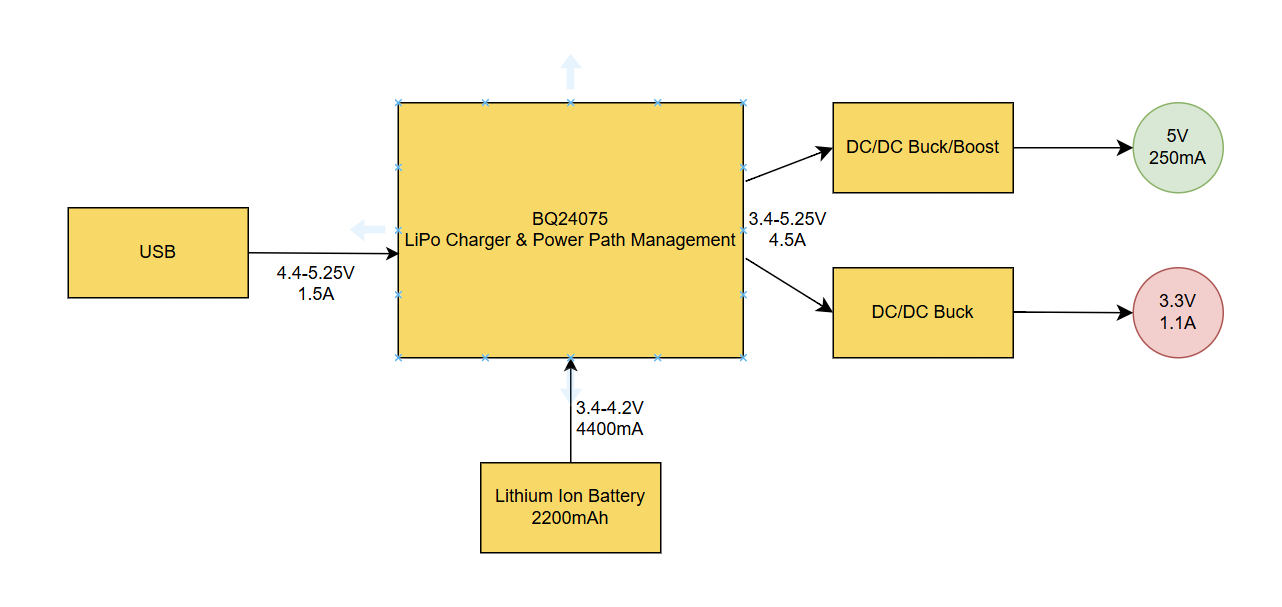 USB
4.4-5.25V
1.5A
BQ24075
LiPo Charger & Power Path Management
3.4-4.2V
4400mA
Lithium Ion Battery
2200mAh
3.4-5.25V
4.5A
DC/DC Buck/Boost
5V
250mA
DC/DC Buck
3.3V
1.1A